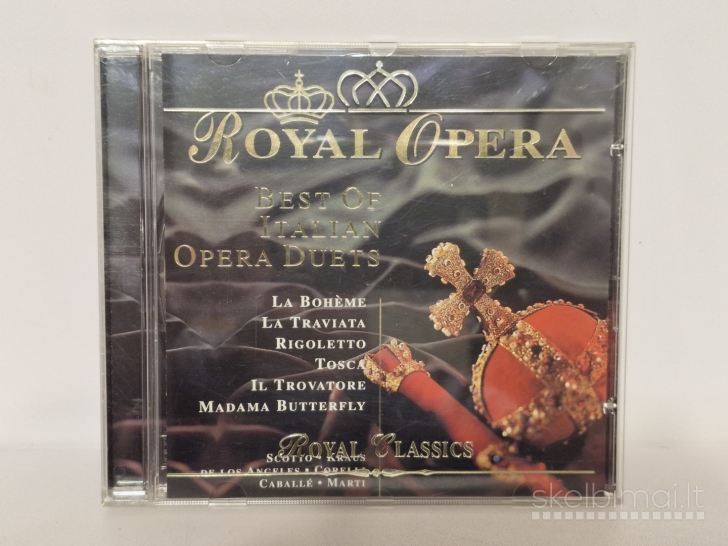 ROYAL OPERA
BEST OF
ITALIAN
OPERA DUETS
LA BOHÈME
LA TRAVIATA
RIGOLETTO
TOSCA
IL TROVATORE
MADAMA BUTTERFLY
ROYAL CLASSICS
SCOTTO • KRAUS
DE LOS ANGELES •
CABALLÉ • MARTI
skelbimai.lt